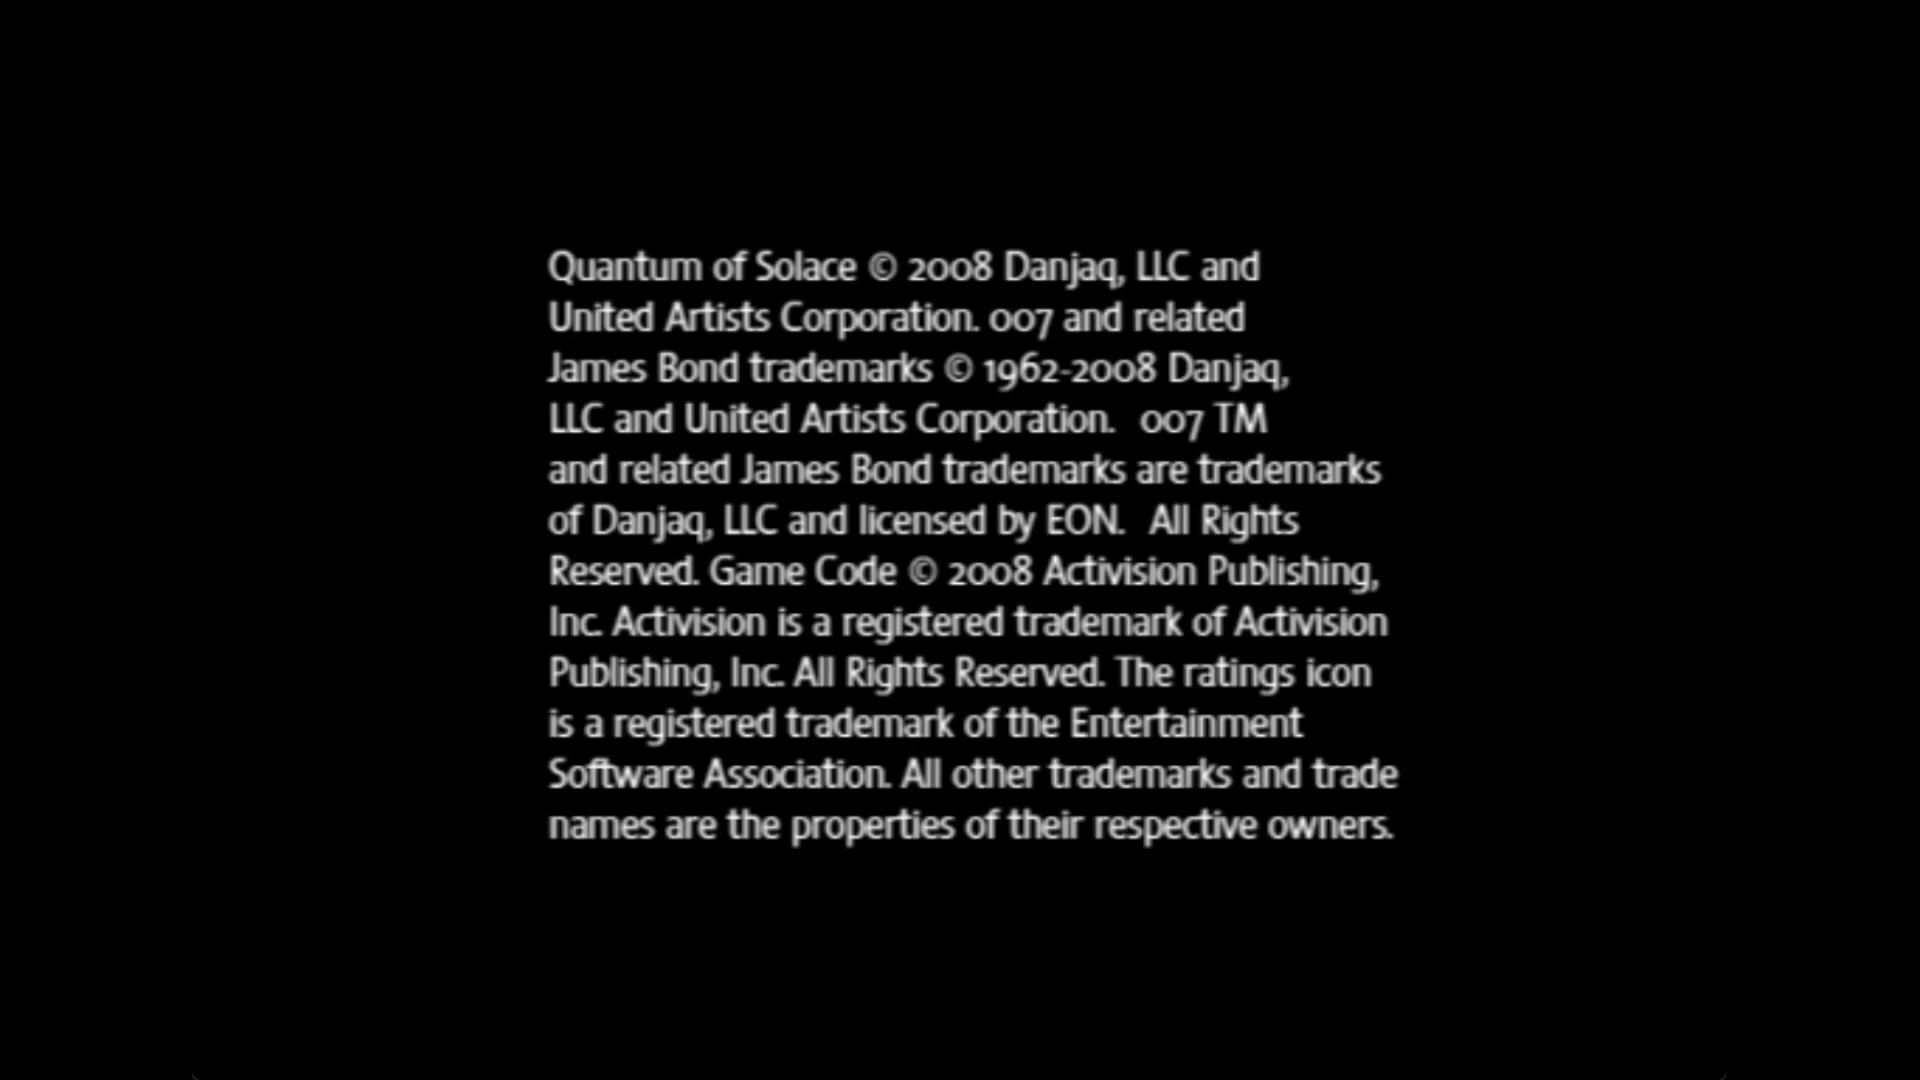 Quantum of Solace © 2008 Danjaq, LLC and
United Artists Corporation. 007 and related
James Bond trademarks © 1962-2008 Danjaq,
LLC and United Artists Corporation.  007 TM
and related James Bond trademarks are trademarks
of Danjaq, LLC and licensed by EON.  All Rights
Reserved. Game Code © 2008 Activision Publishing,
Inc. Activision is a registered trademark of Activision
Publishing, Inc. All Rights Reserved. The ratings icon
is a registered trademark of the Entertainment
Software Association. All other trademarks and trade
names are the properties of their respective owners.